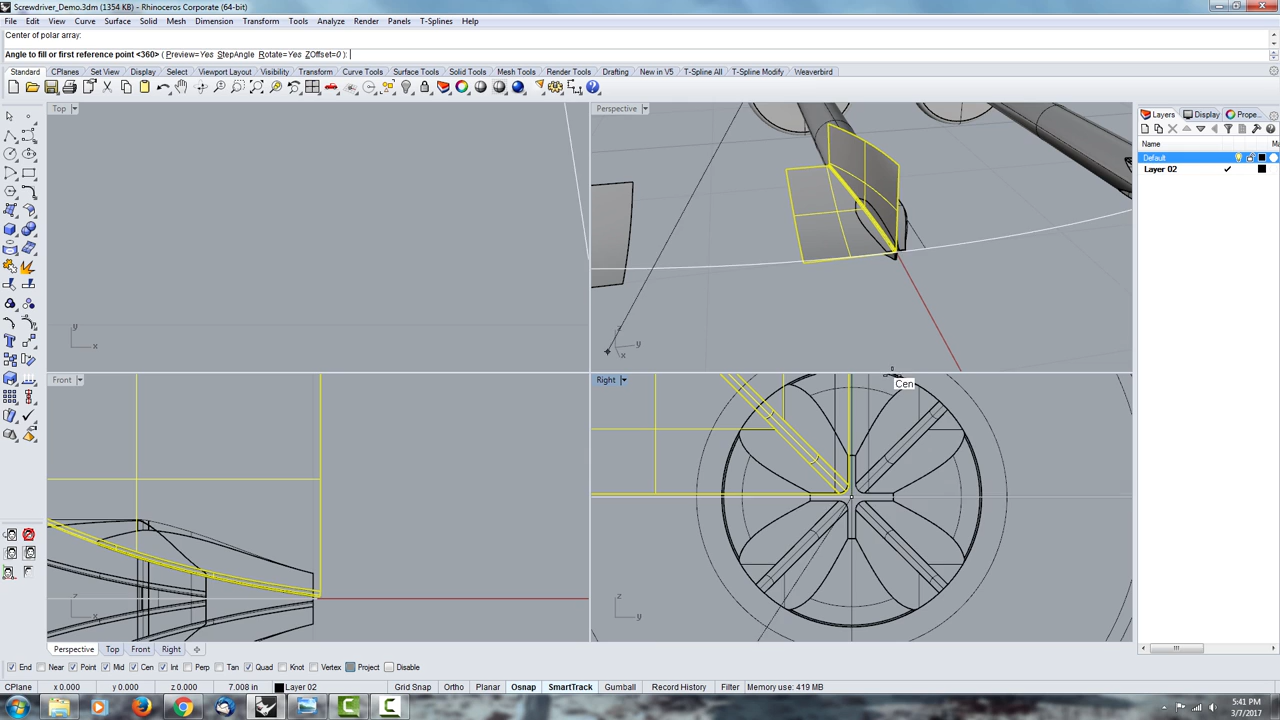 Screwdriver_Demo.3dm (1354 KB) - Rhinoceros Corporate (64-bit)
File Edit View Curve Surface Solid Mesh Dimension Transform Tools Analyze Render Panels T-Splines Help
Center of polar array:
Angle to fill or first reference point <360> ( Preview=Yes StepAngle Rotate=Yes ZOffset=0 ):
Standard CPlanes Set View Display Select Viewport Layout Visibility Transform Curve Tools Surface Tools Solid Tools Mesh Tools Render Tools Drafting New in V5 T-Spline All T-Spline Modify Weaverbird
Top
Perspective
Layers Display Prope...
Name M
Default
Layer 02
y
x
z
y
x
Front
Right
Cen
z
x
z
y
Perspective Top Front Right
End Near Point Mid Cen Int Perp Tan Quad Knot Vertex Project Disable
CPlane x 0.000 y 0.000 z 0.000 7.008 in Layer 02 Grid Snap Ortho Planar Osnap SmartTrack Gumball Record History Filter Memory use: 419 MB
5:41 PM
3/7/2017